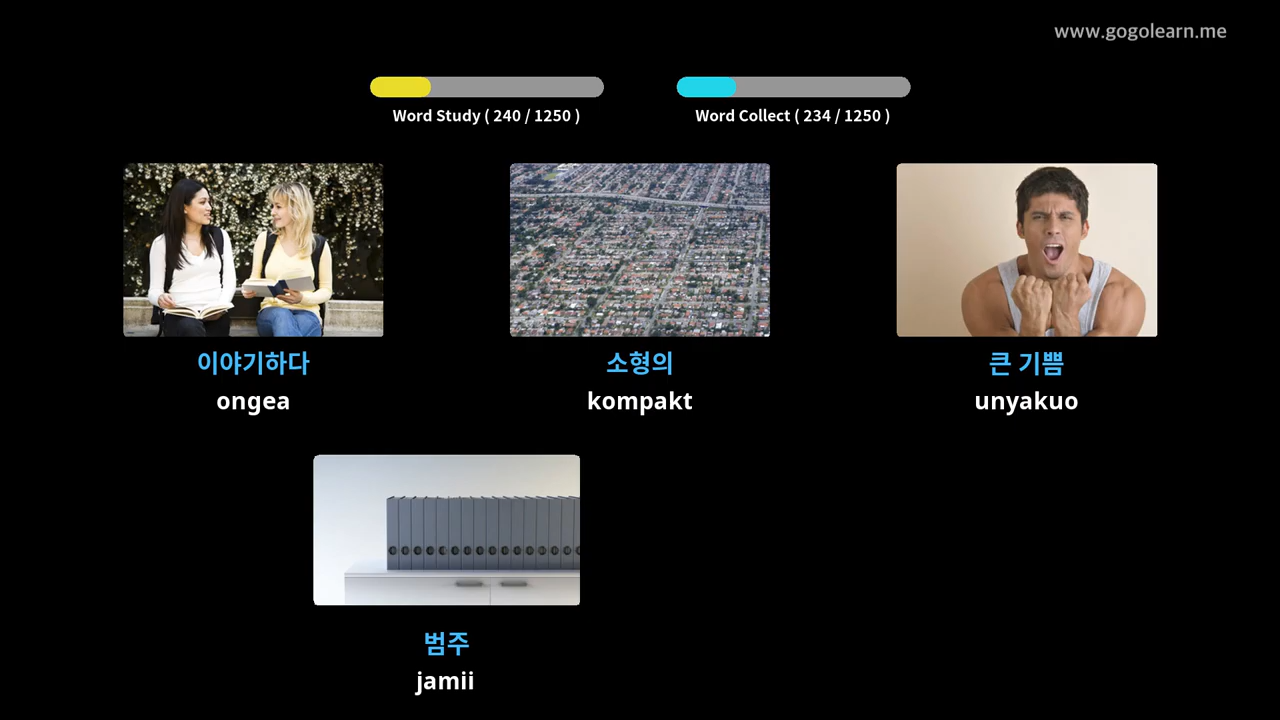 www.gogolearn.me
Word Study ( 240 / 1250 )
Word Collect ( 234 / 1250 )
이야기하다
ongea
소형의
kompakt
큰 기쁨
unyakuo
범주
jamii